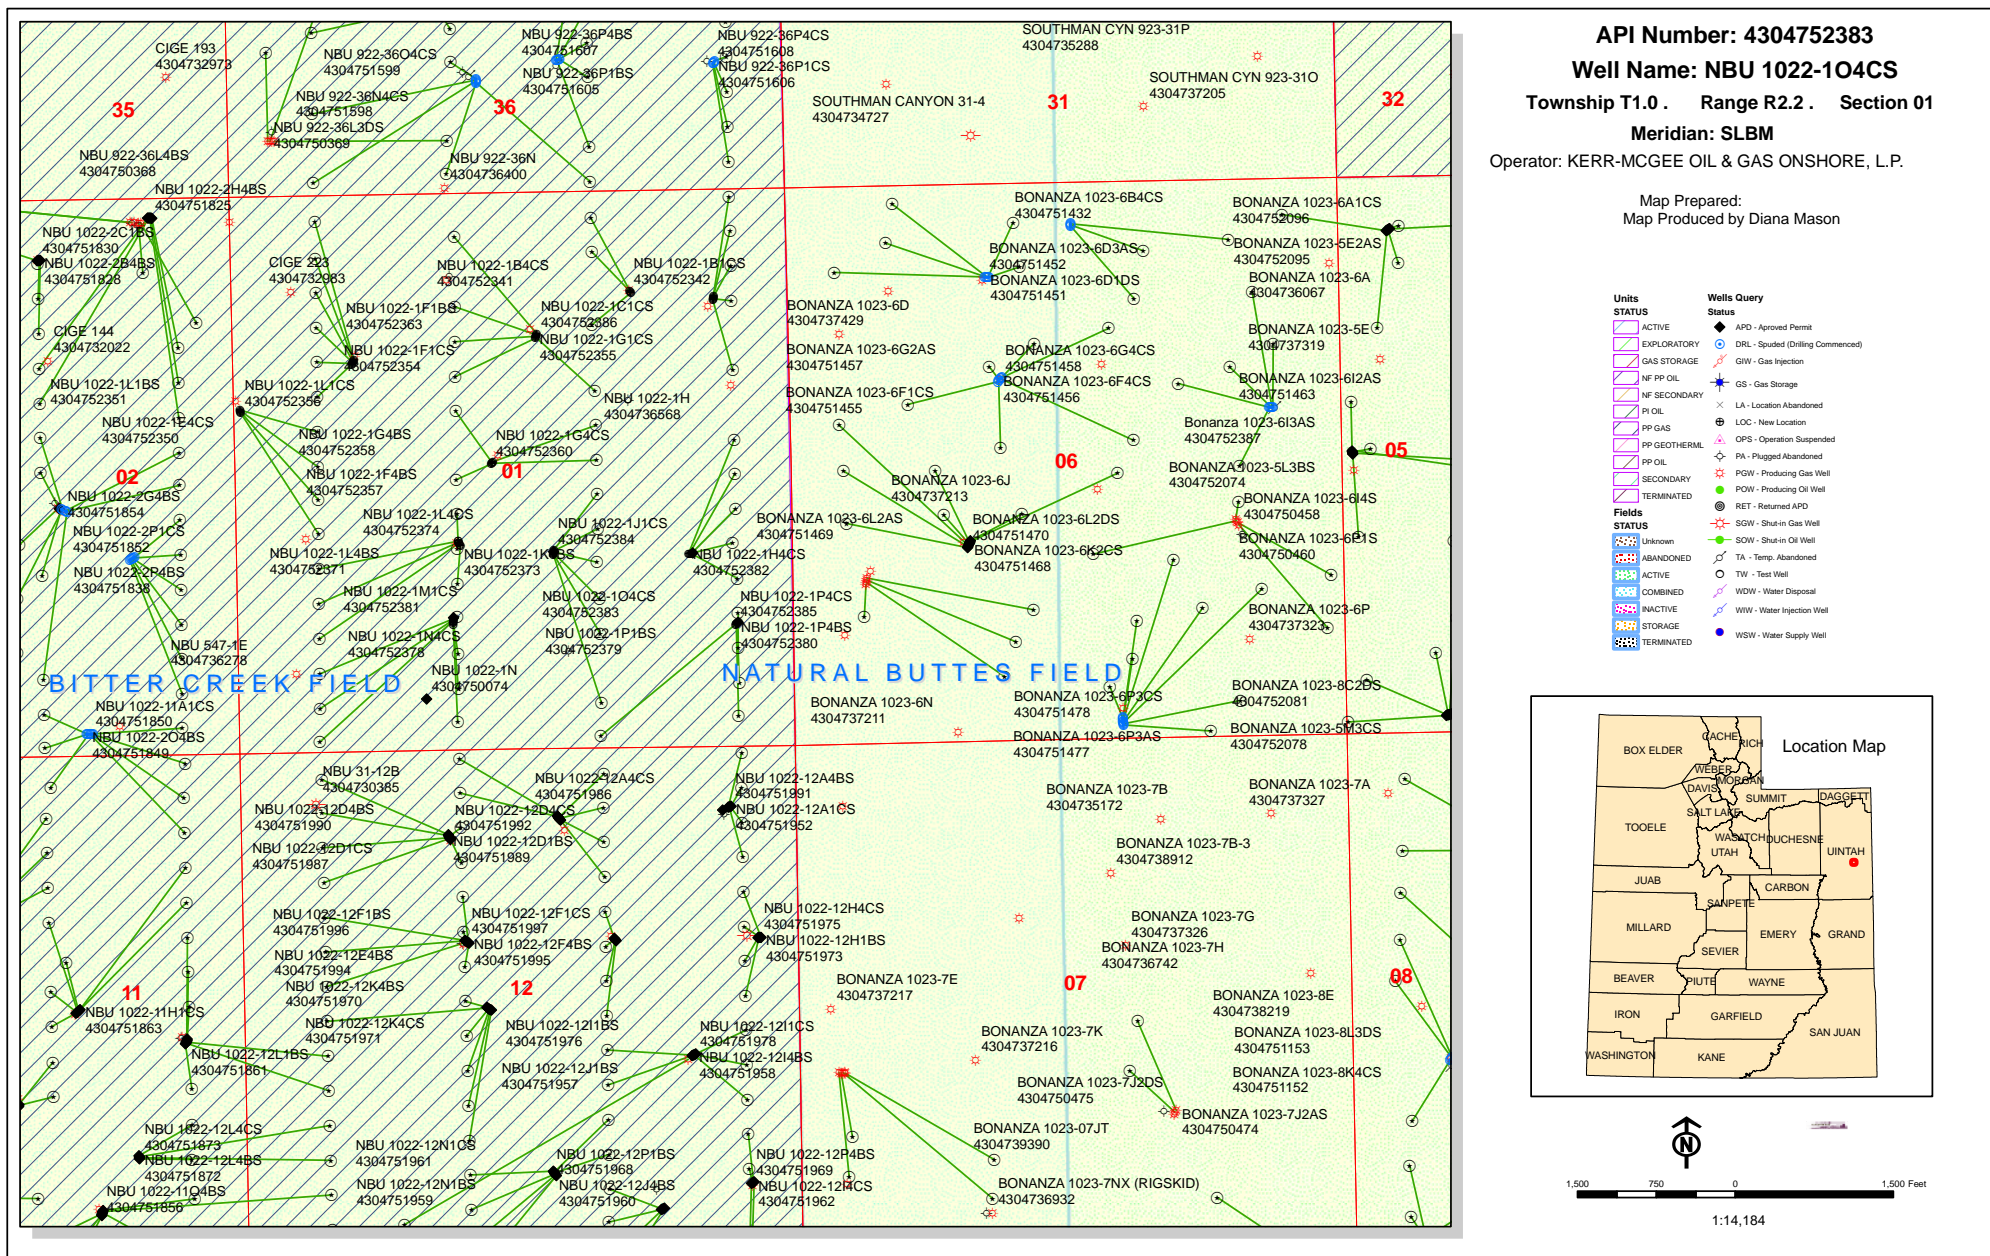 API Number: 4304752383
Well Name: NBU 1022-1O4CS
Township T1.0 . Range R2.2 . Section 01
Meridian: SLBM
Operator: KERR-MCGEE OIL & GAS ONSHORE, L.P.
Map Prepared:
Map Produced by Diana Mason
Units
STATUS
ACTIVE
EXPLORATORY
GAS STORAGE
NF PP OIL
NF SECONDARY
PI OIL
PP GAS
PP GEOTHERML
PP OIL
SECONDARY
TERMINATED
Fields
STATUS
Unknown
ABANDONED
ACTIVE
COMBINED
INACTIVE
STORAGE
TERMINATED
Wells Query
Status
APD - Aproved Permit
DRL - Spuded (Drilling Commenced)
GIW - Gas Injection
GS - Gas Storage
LA - Location Abandoned
LOC - New Location
OPS - Operation Suspended
PA - Plugged Abandoned
PGW - Producing Gas Well
POW - Producing Oil Well
RET - Returned APD
SGW - Shut-in Gas Well
SOW - Shut-in Oil Well
TA - Temp. Abandoned
TW - Test Well
WDW - Water Disposal
WIW - Water Injection Well
WSW - Water Supply Well
Location Map
BOX ELDER
CACHE
RICH
WEBER
MORGAN
DAVIS
SUMMIT
DAGGETT
SALT LAKE
TOOELE
WASATCH
DUCHESNE
UTAH
UINTAH
JUAB
CARBON
SANPETE
MILLARD
EMERY
GRAND
SEVIER
BEAVER
PIUTE
WAYNE
IRON
GARFIELD
SAN JUAN
WASHINGTON
KANE
N
1,500 750 0 1,500 Feet
1:14,184
35
36
31
32
02
01
06
05
11
12
07
08
BITTER CREEK FIELD
NATURAL BUTTES FIELD
CIGE 193
4304732973
NBU 922-36O4CS
4304751599
NBU 922-36P4BS
4304751607
NBU 922-36P1BS
4304751605
NBU 922-36P4CS
4304751608
NBU 922-36P1CS
4304751606
NBU 922-36N4CS
4304751598
NBU 922-36L3DS
4304750369
NBU 922-36L4BS
4304750368
NBU 922-36N
4304736400
SOUTHMAN CYN 923-31P
4304735288
SOUTHMAN CYN 923-31O
4304737205
SOUTHMAN CANYON 31-4
4304734727
NBU 1022-2H4BS
4304751825
NBU 1022-2C1BS
4304751830
NBU 1022-2B4BS
4304751828
CIGE 144
4304732022
CIGE 223
4304732983
NBU 1022-1B4CS
4304752341
NBU 1022-1B1CS
4304752342
NBU 1022-1F1BS
4304752363
NBU 1022-1C1CS
4304752386
NBU 1022-1G1CS
4304752355
NBU 1022-1F1CS
4304752354
NBU 1022-1L1BS
4304752351
NBU 1022-1L1CS
4304752356
NBU 1022-1H
4304736568
NBU 1022-1E4CS
4304752350
NBU 1022-1G4BS
4304752358
NBU 1022-1G4CS
4304752360
NBU 1022-1F4BS
4304752357
NBU 1022-2G4BS
4304751854
NBU 1022-2P1CS
4304751852
NBU 1022-2P4BS
4304751838
NBU 1022-1L4CS
4304752374
NBU 1022-1L4BS
4304752371
NBU 1022-1J1CS
4304752384
4304752373
NBU 1022-1H4CS
4304752382
NBU 1022-1M1CS
4304752381
NBU 1022-1O4CS
4304752383
NBU 1022-1P4CS
4304752385
NBU 1022-1P4BS
4304752380
NBU 1022-1N4CS
4304752378
NBU 1022-1P1BS
4304752379
NBU 547-1E
4304736278
NBU 1022-1N
4304750074
NBU 1022-11A1CS
4304751850
NBU 1022-2O4BS
4304751849
BONANZA 1023-6B4CS
4304751432
BONANZA 1023-6A1CS
4304752096
BONANZA 1023-6D3AS
4304751452
BONANZA 1023-6D1DS
4304751451
BONANZA 1023-5E2AS
4304752095
BONANZA 1023-6A
4304736067
BONANZA 1023-6D
4304737429
BONANZA 1023-5E
4304737319
BONANZA 1023-6G2AS
4304751457
BONANZA 1023-6G4CS
4304751458
BONANZA 1023-6F4CS
4304751456
BONANZA 1023-6F1CS
4304751455
BONANZA 1023-6I2AS
4304751463
Bonanza 1023-6I3AS
4304752387
BONANZA 1023-6J
4304737213
BONANZA 1023-5L3BS
4304752074
BONANZA 1023-6I4S
4304750458
BONANZA 1023-6L2AS
4304751469
BONANZA 1023-6L2DS
4304751470
BONANZA 1023-6K2CS
4304751468
BONANZA 1023-6P1S
4304750460
BONANZA 1023-6P
4304737323
BONANZA 1023-6N
4304737211
BONANZA 1023-6P3CS
4304751478
BONANZA 1023-6P3AS
4304751477
BONANZA 1023-8C2DS
4304752081
BONANZA 1023-5M3CS
4304752078
NBU 31-12B
4304730385
NBU 1022-12A4CS
4304751986
NBU 1022-12A4BS
4304751991
NBU 1022-12A1CS
4304751952
NBU 1022-12D4BS
4304751990
NBU 1022-12D4CS
4304751992
NBU 1022-12D1BS
4304751989
NBU 1022-12D1CS
4304751987
NBU 1022-12F1BS
4304751996
NBU 1022-12F1CS
4304751997
NBU 1022-12F4BS
4304751995
NBU 1022-12H4CS
4304751975
NBU 1022-12H1BS
4304751973
NBU 1022-12E4BS
4304751994
NBU 1022-12K4BS
4304751970
NBU 1022-12K4CS
4304751971
NBU 1022-11H1CS
4304751863
NBU 1022-12L1BS
4304751861
NBU 1022-12I1BS
4304751976
NBU 1022-12I1CS
4304751978
NBU 1022-12I4BS
4304751958
NBU 1022-12J1BS
4304751957
NBU 1022-12L4CS
4304751873
NBU 1022-12L4BS
4304751872
NBU 1022-11O4BS
4304751856
NBU 1022-12N1CS
4304751961
NBU 1022-12N1BS
4304751959
NBU 1022-12P1BS
4304751968
NBU 1022-12J4BS
4304751960
NBU 1022-12P4BS
4304751969
NBU 1022-12I4CS
4304751962
BONANZA 1023-7B
4304735172
BONANZA 1023-7A
4304737327
BONANZA 1023-7B-3
4304738912
BONANZA 1023-7G
4304737326
BONANZA 1023-7H
4304736742
BONANZA 1023-7E
4304737217
BONANZA 1023-8E
4304738219
BONANZA 1023-7K
4304737216
BONANZA 1023-8L3DS
4304751153
BONANZA 1023-7J2DS
4304750475
BONANZA 1023-8K4CS
4304751152
BONANZA 1023-7J2AS
4304750474
BONANZA 1023-07JT
4304739390
BONANZA 1023-7NX (RIGSKID)
4304736932